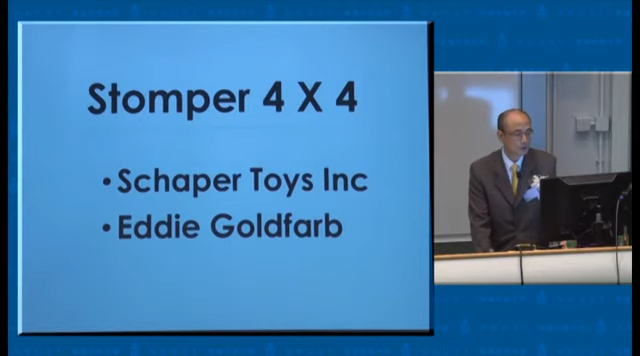 Stomper 4 X 4
•Schaper Toys Inc
•Eddie Goldfarb